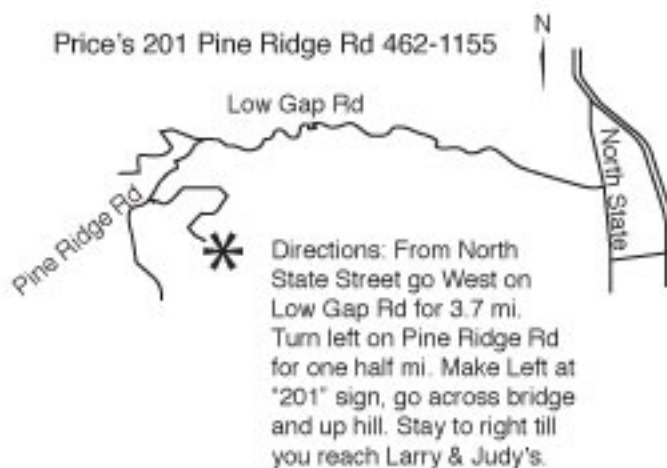 N
Price's 201 Pine Ridge Rd 462-1155
Low Gap Rd
North State
Pine Ridge Rd
Directions: From North
State Street go West on
Low Gap Rd for 3.7 mi.
Turn left on Pine Ridge Rd
for one half mi. Make Left at
"201" sign, go across bridge
and up hill. Stay to right till
you reach Larry & Judy's.